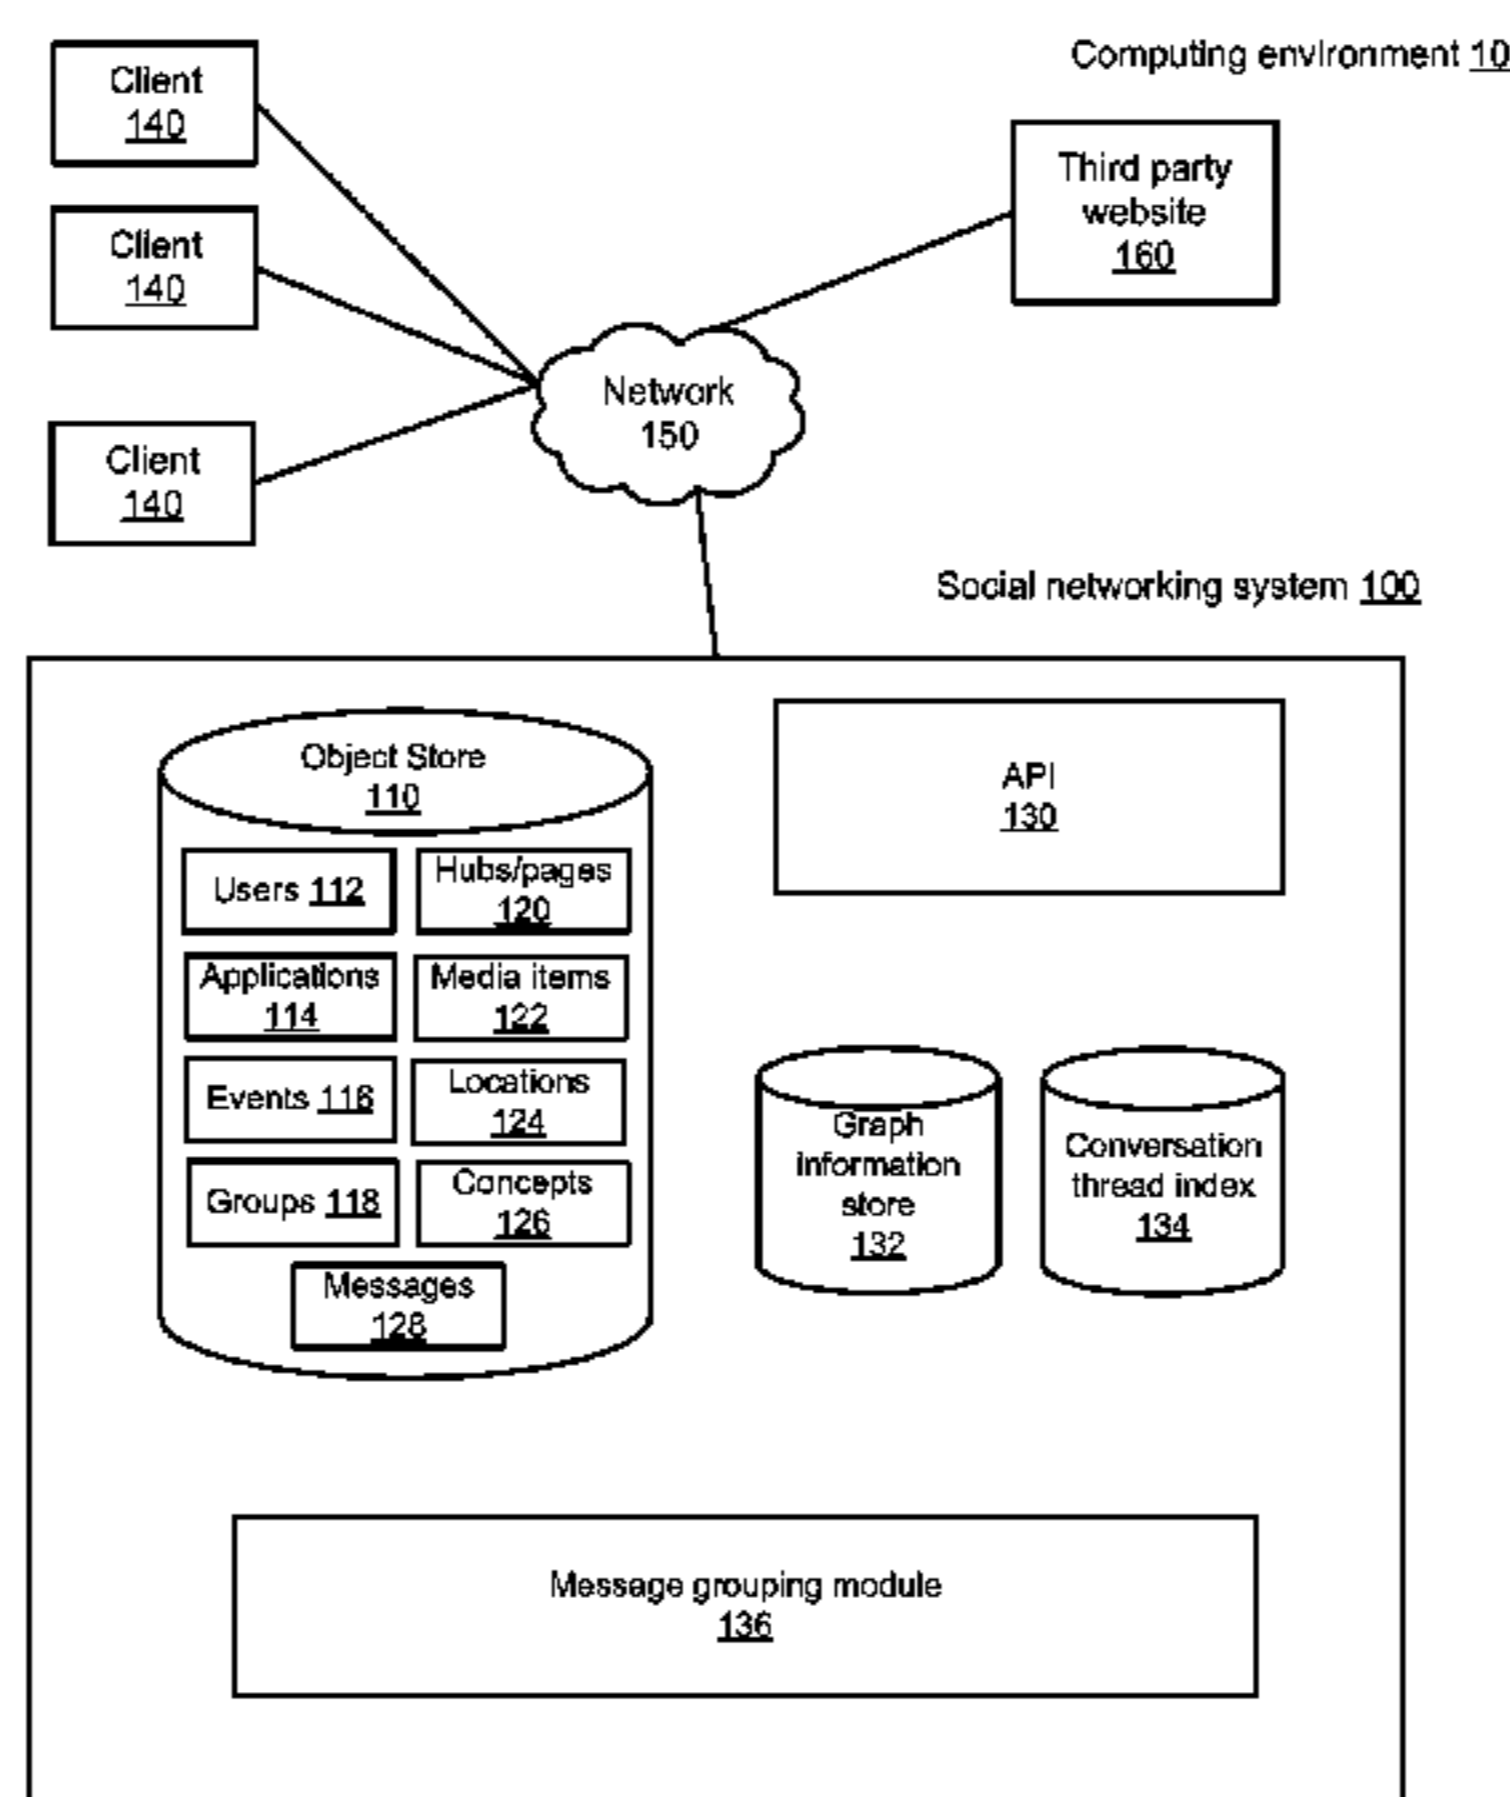 Computing environment 10
Client
140
Client
140
Client
140
Third party
website
160
Network
150
Social networking system 100
Object Store
110
Users 112
Hubs/pages
120
Applications
114
Media items
122
Events 116
Locations
124
Groups 118
Concepts
126
Messages
128
API
130
Graph
information
store
132
Conversation
thread index
134
Message grouping module
136